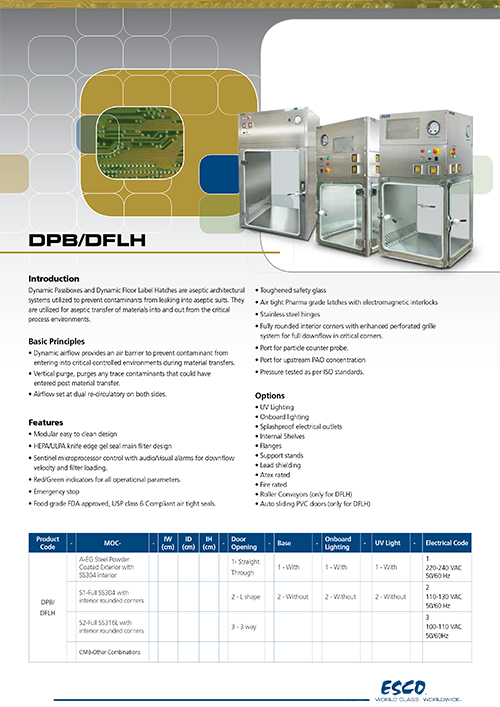 ESCO
DPB/DFLH
Introduction
Dynamic Passboxes and Dynamic Floor Label Hatches are aseptic architectural
systems utilized to prevent contaminants from leaking into aseptic suits. They
are utilized for aseptic transfer of materials into and out from the critical
process environments.
Basic Principles
• Dynamic airflow provides an air barrier to prevent contaminant from
entering into critical controlled environments during material transfers.
• Vertical purge, purges any trace contaminants that could have
entered post material transfer.
• Airflow set at dual re-circulatory on both sides.
Features
• Modular easy to clean design
• HEPA/ULPA knife edge gel seal main filter design
• Sentinel microprocessor control with audio/visual alarms for downflow
velocity and filter loading.
• Red/Green indicators for all operational parameters.
• Emergency stop
• Food grade FDA approved, USP class 6 Compliant air tight seals.
• Toughened safety glass
• Air tight Pharma grade latches with electromagnetic interlocks
• Stainless steel hinges
• Fully rounded interior corners with enhanced perforated grille
system for full downflow in critical corners.
• Port for particle counter probe.
• Port for upstream PAO concentration
• Pressure tested as per ISO standards.
Options
• UV Lighting
• Onboard lighting
• Splashproof electrical outlets
• Internal Shelves
• Flanges
• Support stands
• Lead shielding
• Atex rated
• Fire rated
• Roller Conveyors (only for DFLH)
• Auto sliding PVC doors (only for DFLH)
Product Code - MOC- - IW (cm) ID (cm) IH (cm) - Door Opening - Base - Onboard Lighting - UV Light - Electrical Code
DPB/
DFLH
A-EG Steel Powder
Coated Exterior with
SS304 interior
1- Straight
Through
1 - With
1 - With
1 - With
1
220-240 VAC
50/60 Hz
S1-Full SS304 with
interior rounded corners
2 - L shape
2 - Without
2 - Without
2 - Without
2
110-130 VAC
50/60 Hz
S2-Full SS316L with
interior rounded corners
3 - 3 way
3
100-110 VAC
50/60Hz
CMB-Other Combinations
ESCO
WORLD CLASS. WORLDWIDE.